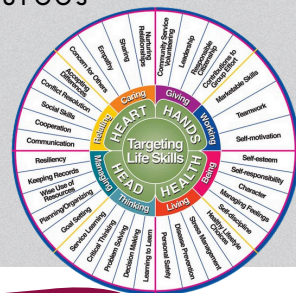 Targeting
Life Skills
HEART
HANDS
HEALTH
HEAD
Relating
Caring
Giving
Working
Being
Living
Thinking
Managing
Communication
Cooperation
Social Skills
Conflict Resolution
Accepting
Differences
Concern for Others
Empathy
Sharing
Nurturing
Relationships
Community Service
Volunteering
Leadership
Responsible
Citizenship
Contributions to
Group Effort
Marketable Skills
Teamwork
Self-motivation
Self-esteem
Self-responsibility
Character
Managing Feelings
Self-discipline
Healthy Lifestyle
Choices
Stress Management
Disease Prevention
Personal Safety
Learning to Learn
Decision Making
Problem Solving
Critical Thinking
Service Learning
Goal Setting
Planning/Organizing
Wise Use of
Resources
Keeping Records
Resiliency